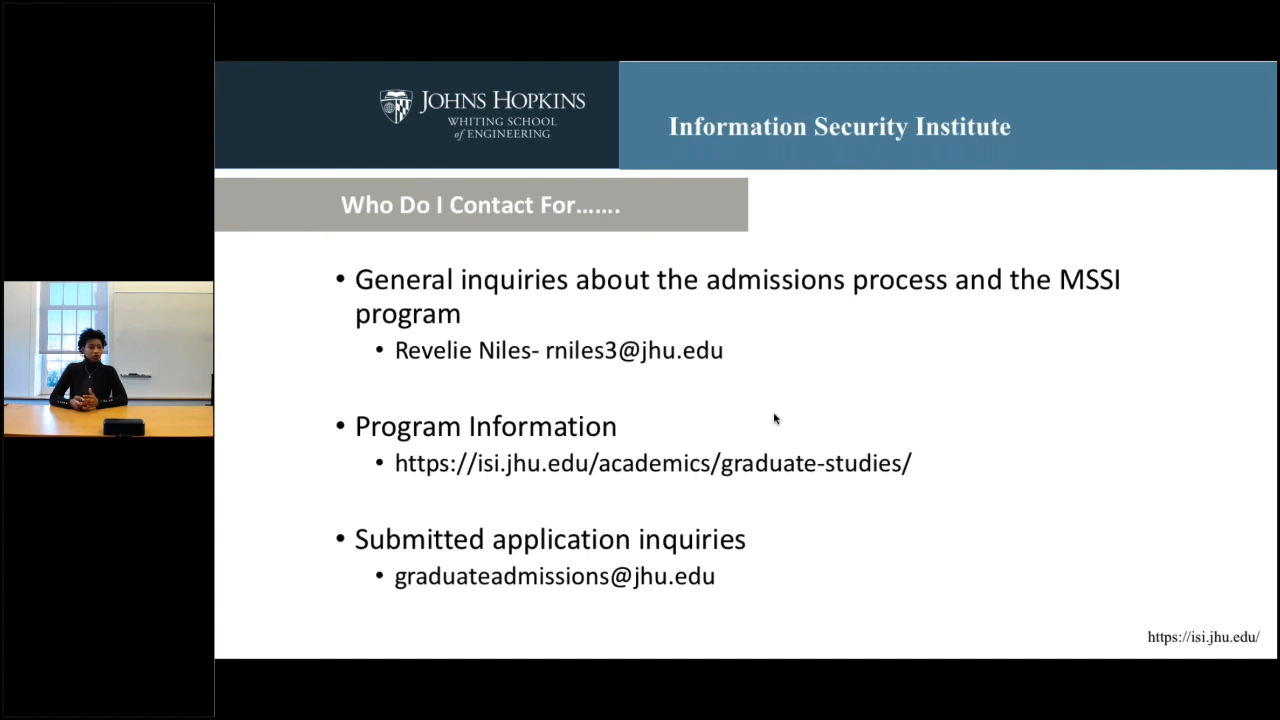 JOHNS HOPKINS
WHITING SCHOOL
of ENGINEERING
Information Security Institute
Who Do I Contact For.......
• General inquiries about the admissions process and the MSSI
program
• Revelie Niles- rniles3@jhu.edu
• Program Information
• https://isi.jhu.edu/academics/graduate-studies/
• Submitted application inquiries
• graduateadmissions@jhu.edu
https://isi.jhu.edu/